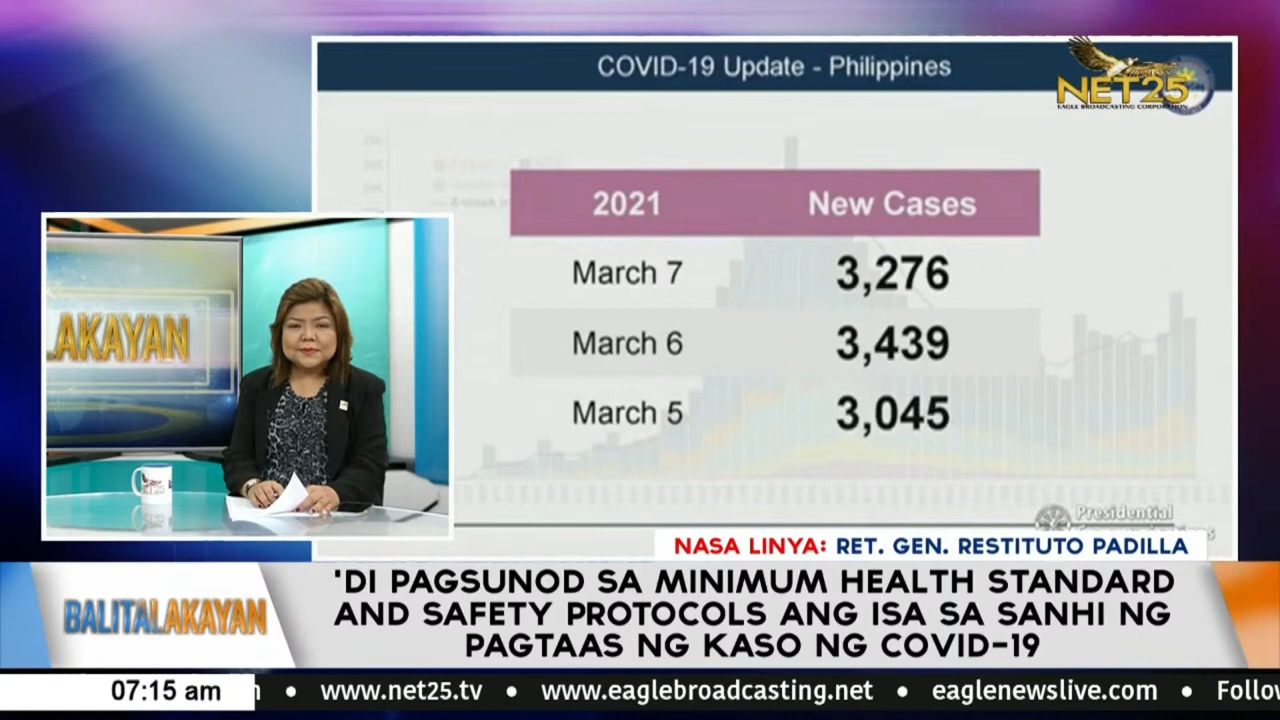 COVID-19 Update - Philippines
NET25
EAGLE BROADCASTING CORPORATION
2021 New Cases
March 7 3,276
March 6 3,439
March 5 3,045
LAKAYAN
Presidential
NASA LINYA: RET. GEN. RESTITUTO PADILLA
BALITALAKAYAN
'DI PAGSUNOD SA MINIMUM HEALTH STANDARD
AND SAFETY PROTOCOLS ANG ISA SA SANHI NG
PAGTAAS NG KASO NG COVID-19
07:15 am • www.net25.tv • www.eaglebroadcasting.net • eaglenewslive.com • Follow